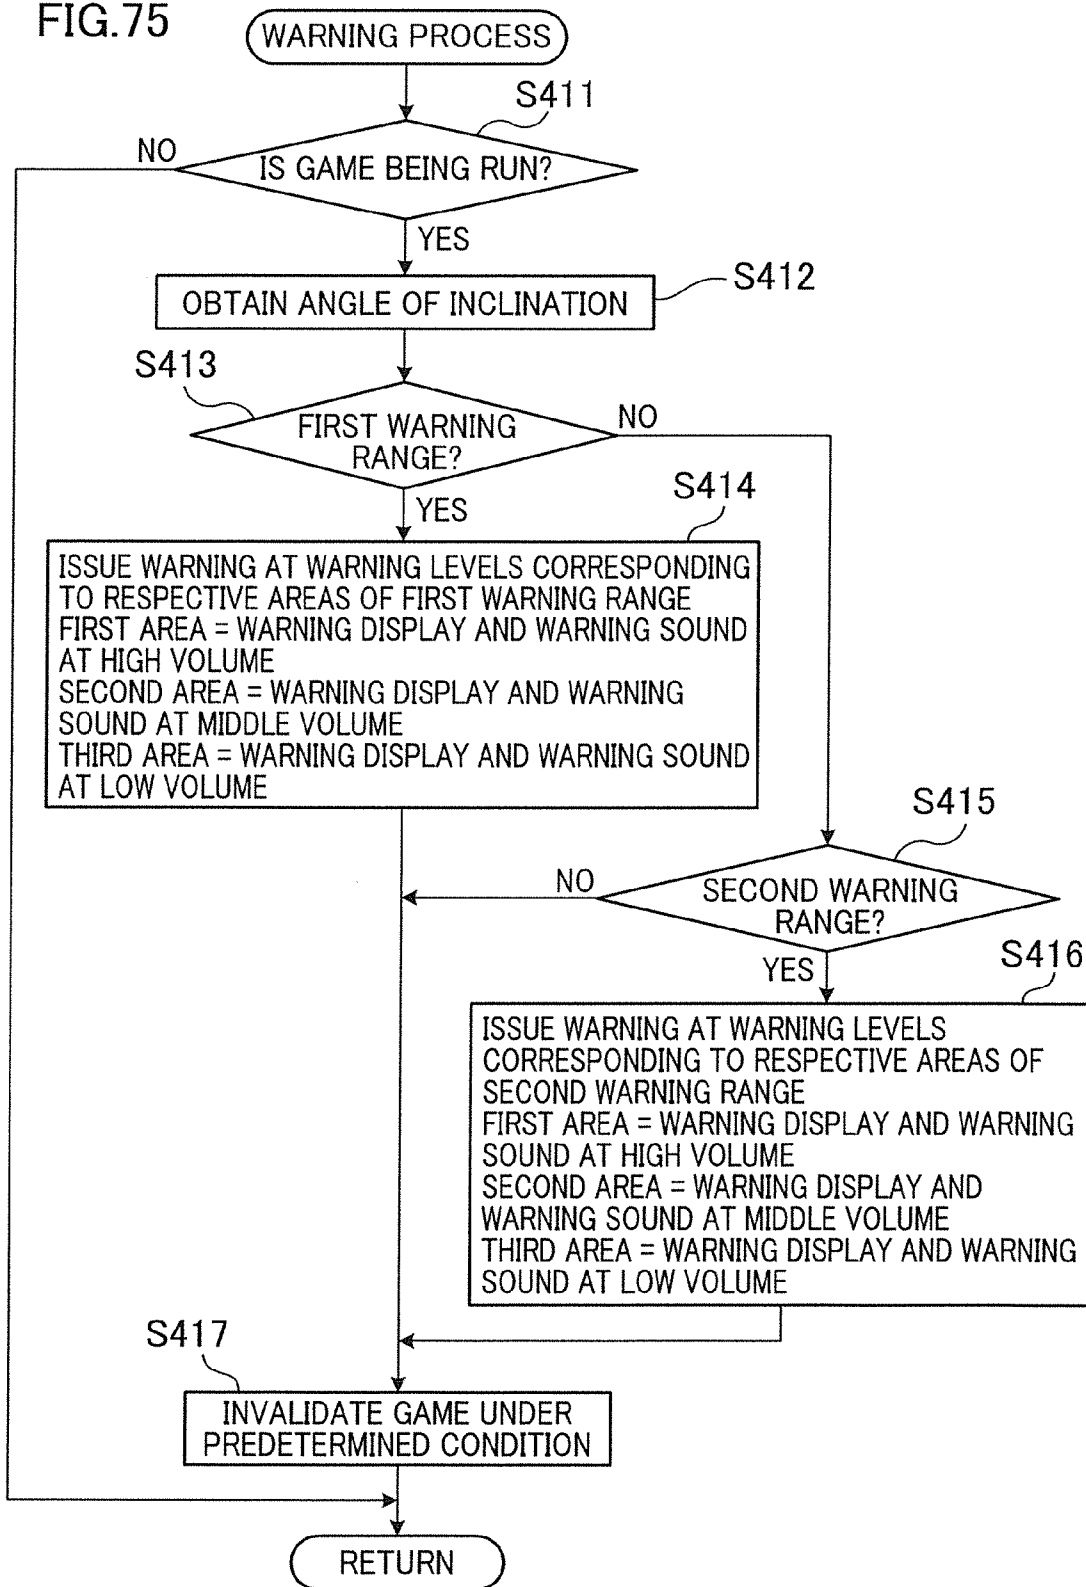 FIG.75
WARNING PROCESS
S411
NO
IS GAME BEING RUN?
YES
S412
OBTAIN ANGLE OF INCLINATION
S413
NO
FIRST WARNING
RANGE?
YES
S414
ISSUE WARNING AT WARNING LEVELS CORRESPONDING
TO RESPECTIVE AREAS OF FIRST WARNING RANGE
FIRST AREA = WARNING DISPLAY AND WARNING SOUND
AT HIGH VOLUME
SECOND AREA = WARNING DISPLAY AND WARNING
SOUND AT MIDDLE VOLUME
THIRD AREA = WARNING DISPLAY AND WARNING SOUND
AT LOW VOLUME
S415
NO
SECOND WARNING
RANGE?
YES
S416
ISSUE WARNING AT WARNING LEVELS
CORRESPONDING TO RESPECTIVE AREAS OF
SECOND WARNING RANGE
FIRST AREA = WARNING DISPLAY AND WARNING
SOUND AT HIGH VOLUME
SECOND AREA = WARNING DISPLAY AND
WARNING SOUND AT MIDDLE VOLUME
THIRD AREA = WARNING DISPLAY AND WARNING
SOUND AT LOW VOLUME
S417
INVALIDATE GAME UNDER
PREDETERMINED CONDITION
RETURN